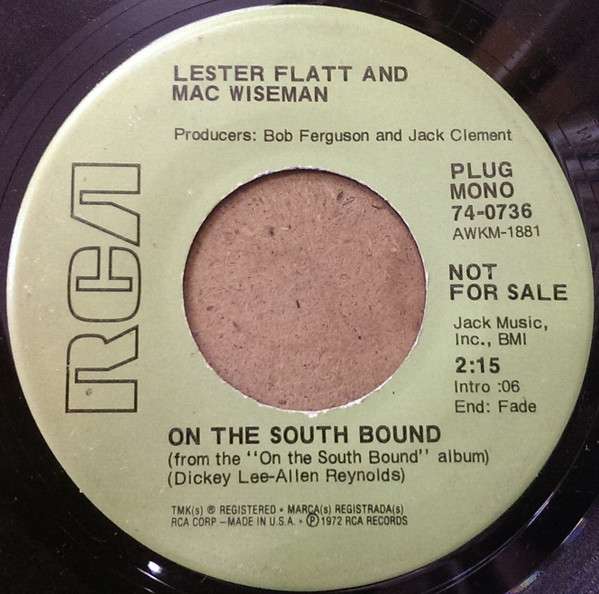 LESTER FLATT AND
MAC WISEMAN
Producers: Bob Ferguson and Jack Clement
RCA
PLUG
MONO
74-0736
AWKM-1881
NOT
FOR SALE
Jack Music,
Inc., BMI
2:15
Intro :06
End: Fade
ON THE SOUTH BOUND
(from the "On the South Bound" album)
(Dickey Lee-Allen Reynolds)
TMK(s) ® REGISTERED • MARCA(s) REGISTRADA(s)
RCA CORP – MADE IN U.S.A. • Ⓟ 1972 RCA RECORDS